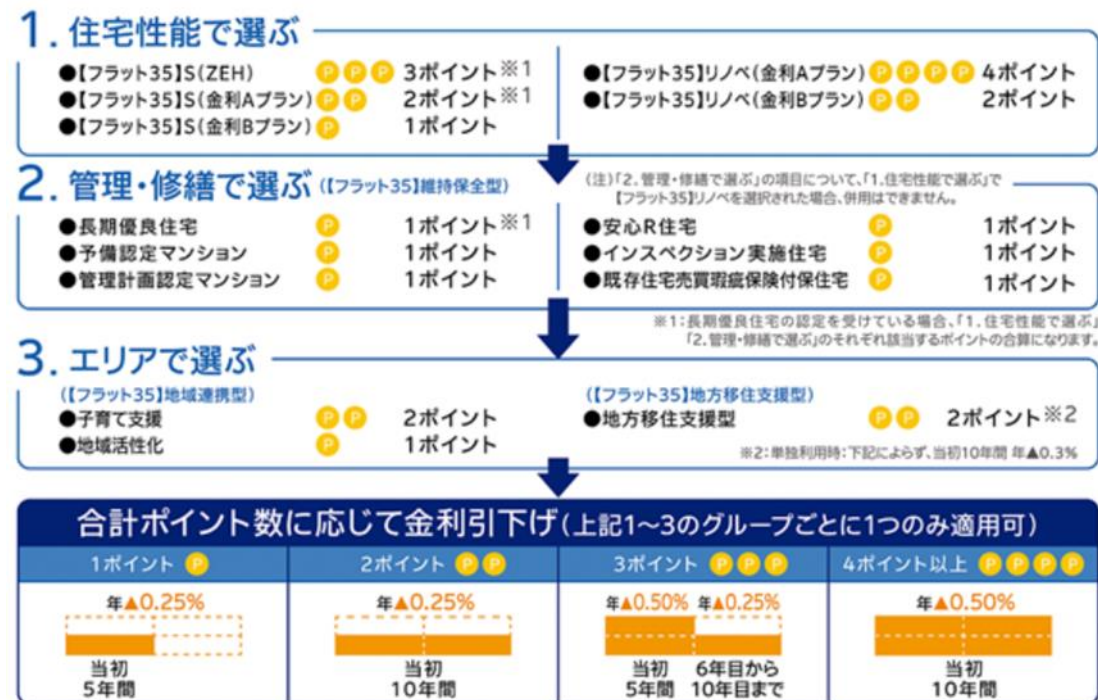 1. 住宅性能で選ぶ
●【フラット35】S(ZEH) P P P 3ポイント※1
●【フラット35】S(金利Aプラン) P P 2ポイント※1
●【フラット35】S(金利Bプラン) P 1ポイント
●【フラット35】リノベ(金利Aプラン) P P P P 4ポイント
●【フラット35】リノベ(金利Bプラン) P P 2ポイント
2. 管理・修繕で選ぶ(【フラット35】維持保全型)
(注)「2.管理・修繕で選ぶ」の項目について、「1.住宅性能で選ぶ」で
【フラット35】リノベを選択された場合、併用はできません。
●長期優良住宅 P 1ポイント※1
●予備認定マンション P 1ポイント
●管理計画認定マンション P 1ポイント
●安心R住宅 P 1ポイント
●インスペクション実施住宅 P 1ポイント
●既存住宅売買瑕疵保険付保住宅 P 1ポイント
※1:長期優良住宅の認定を受けている場合、「1.住宅性能で選ぶ」
「2.管理・修繕で選ぶ」のそれぞれ該当するポイントの合算になります。
3. エリアで選ぶ
(【フラット35】地域連携型)
●子育て支援 P P 2ポイント
●地域活性化 P 1ポイント
(【フラット35】地方移住支援型)
●地方移住支援型 P P 2ポイント※2
※2:単独利用時:下記によらず、当初10年間 年▲0.3%
合計ポイント数に応じて金利引下げ(上記1~3のグループごとに1つのみ適用可)
1ポイント P
年▲0.25%
当初
5年間
2ポイント P P
年▲0.25%
当初
10年間
3ポイント P P P
年▲0.50% 年▲0.25%
当初 6年目から
5年間 10年目まで
4ポイント以上 P P P P
年▲0.50%
当初
10年間